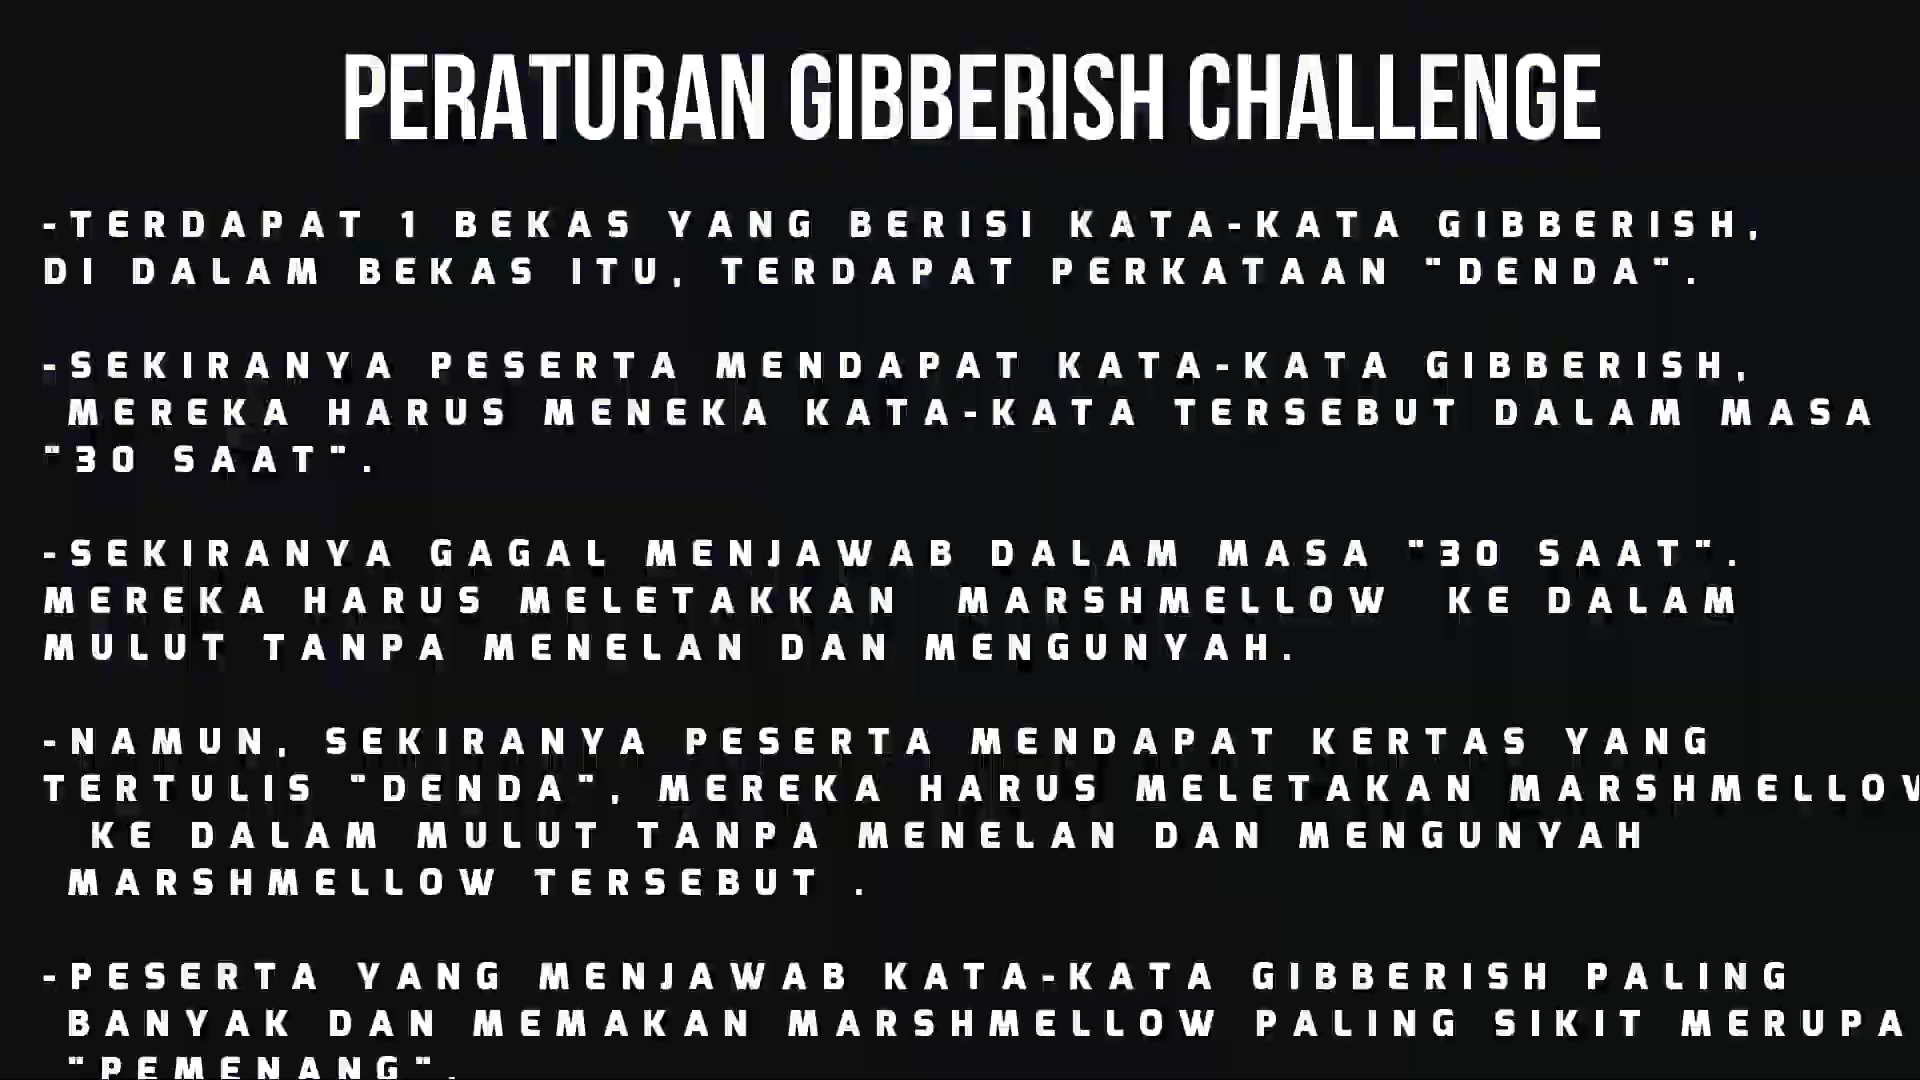 PERATURAN GIBBERISH CHALLENGE
-TERDAPAT 1 BEKAS YANG BERISI KATA-KATA GIBBERISH,
DI DALAM BEKAS ITU, TERDAPAT PERKATAAN "DENDA".
-SEKIRANYA PESERTA MENDAPAT KATA-KATA GIBBERISH,
MEREKA HARUS MENEKA KATA-KATA TERSEBUT DALAM MASA
"30 SAAT".
-SEKIRANYA GAGAL MENJAWAB DALAM MASA "30 SAAT".
MEREKA HARUS MELETAKKAN MARSHMELLOW KE DALAM
MULUT TANPA MENELAN DAN MENGUNYAH.
-NAMUN, SEKIRANYA PESERTA MENDAPAT KERTAS YANG
TERTULIS "DENDA", MEREKA HARUS MELETAKAN MARSHMELLOW
KE DALAM MULUT TANPA MENELAN DAN MENGUNYAH
MARSHMELLOW TERSEBUT .
-PESERTA YANG MENJAWAB KATA-KATA GIBBERISH PALING
BANYAK DAN MEMAKAN MARSHMELLOW PALING SIKIT MERUPA
"PEMENANG".